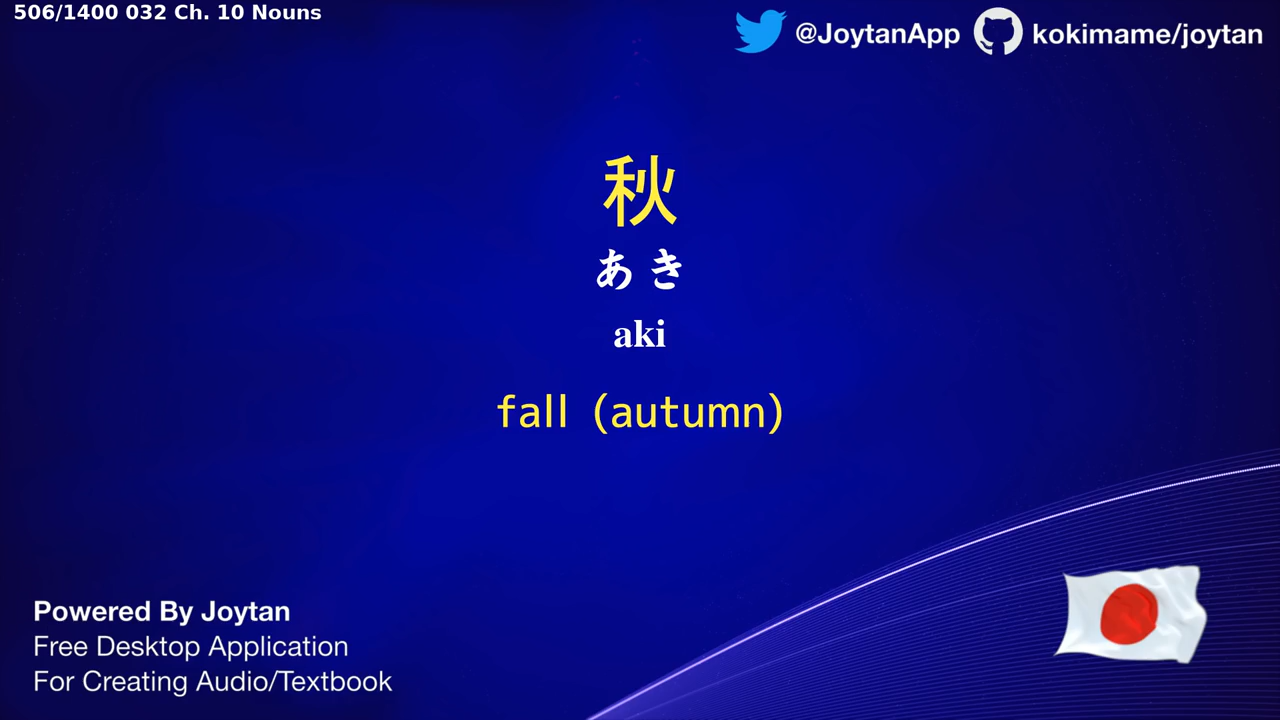 506/1400 032 Ch. 10 Nouns
@JoytanApp kokimame/joytan
秋
あき
aki
fall (autumn)
Powered By Joytan
Free Desktop Application
For Creating Audio/Textbook